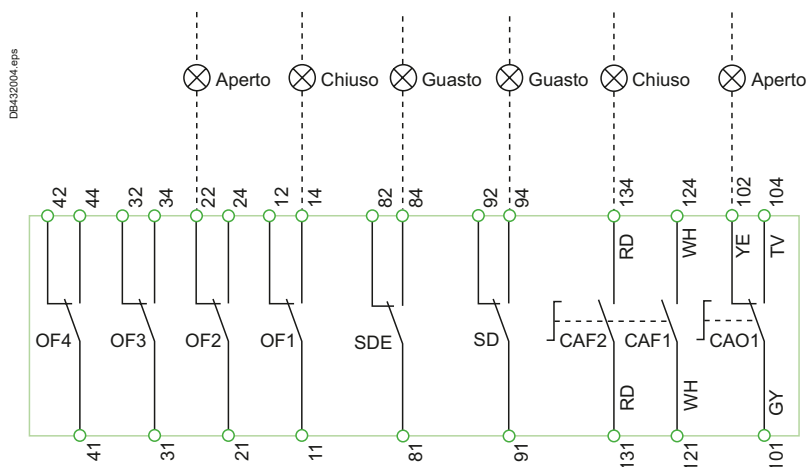 DB432004.eps
Aperto
Chiuso
Guasto
Guasto
Chiuso
Aperto
42
44
32
34
22
24
12
14
82
84
92
94
134
124
102
104
RD
WH
YE
TV
OF4
OF3
OF2
OF1
SDE
SD
CAF2
CAF1
CAO1
RD
WH
GY
41
31
21
11
81
91
131
121
101